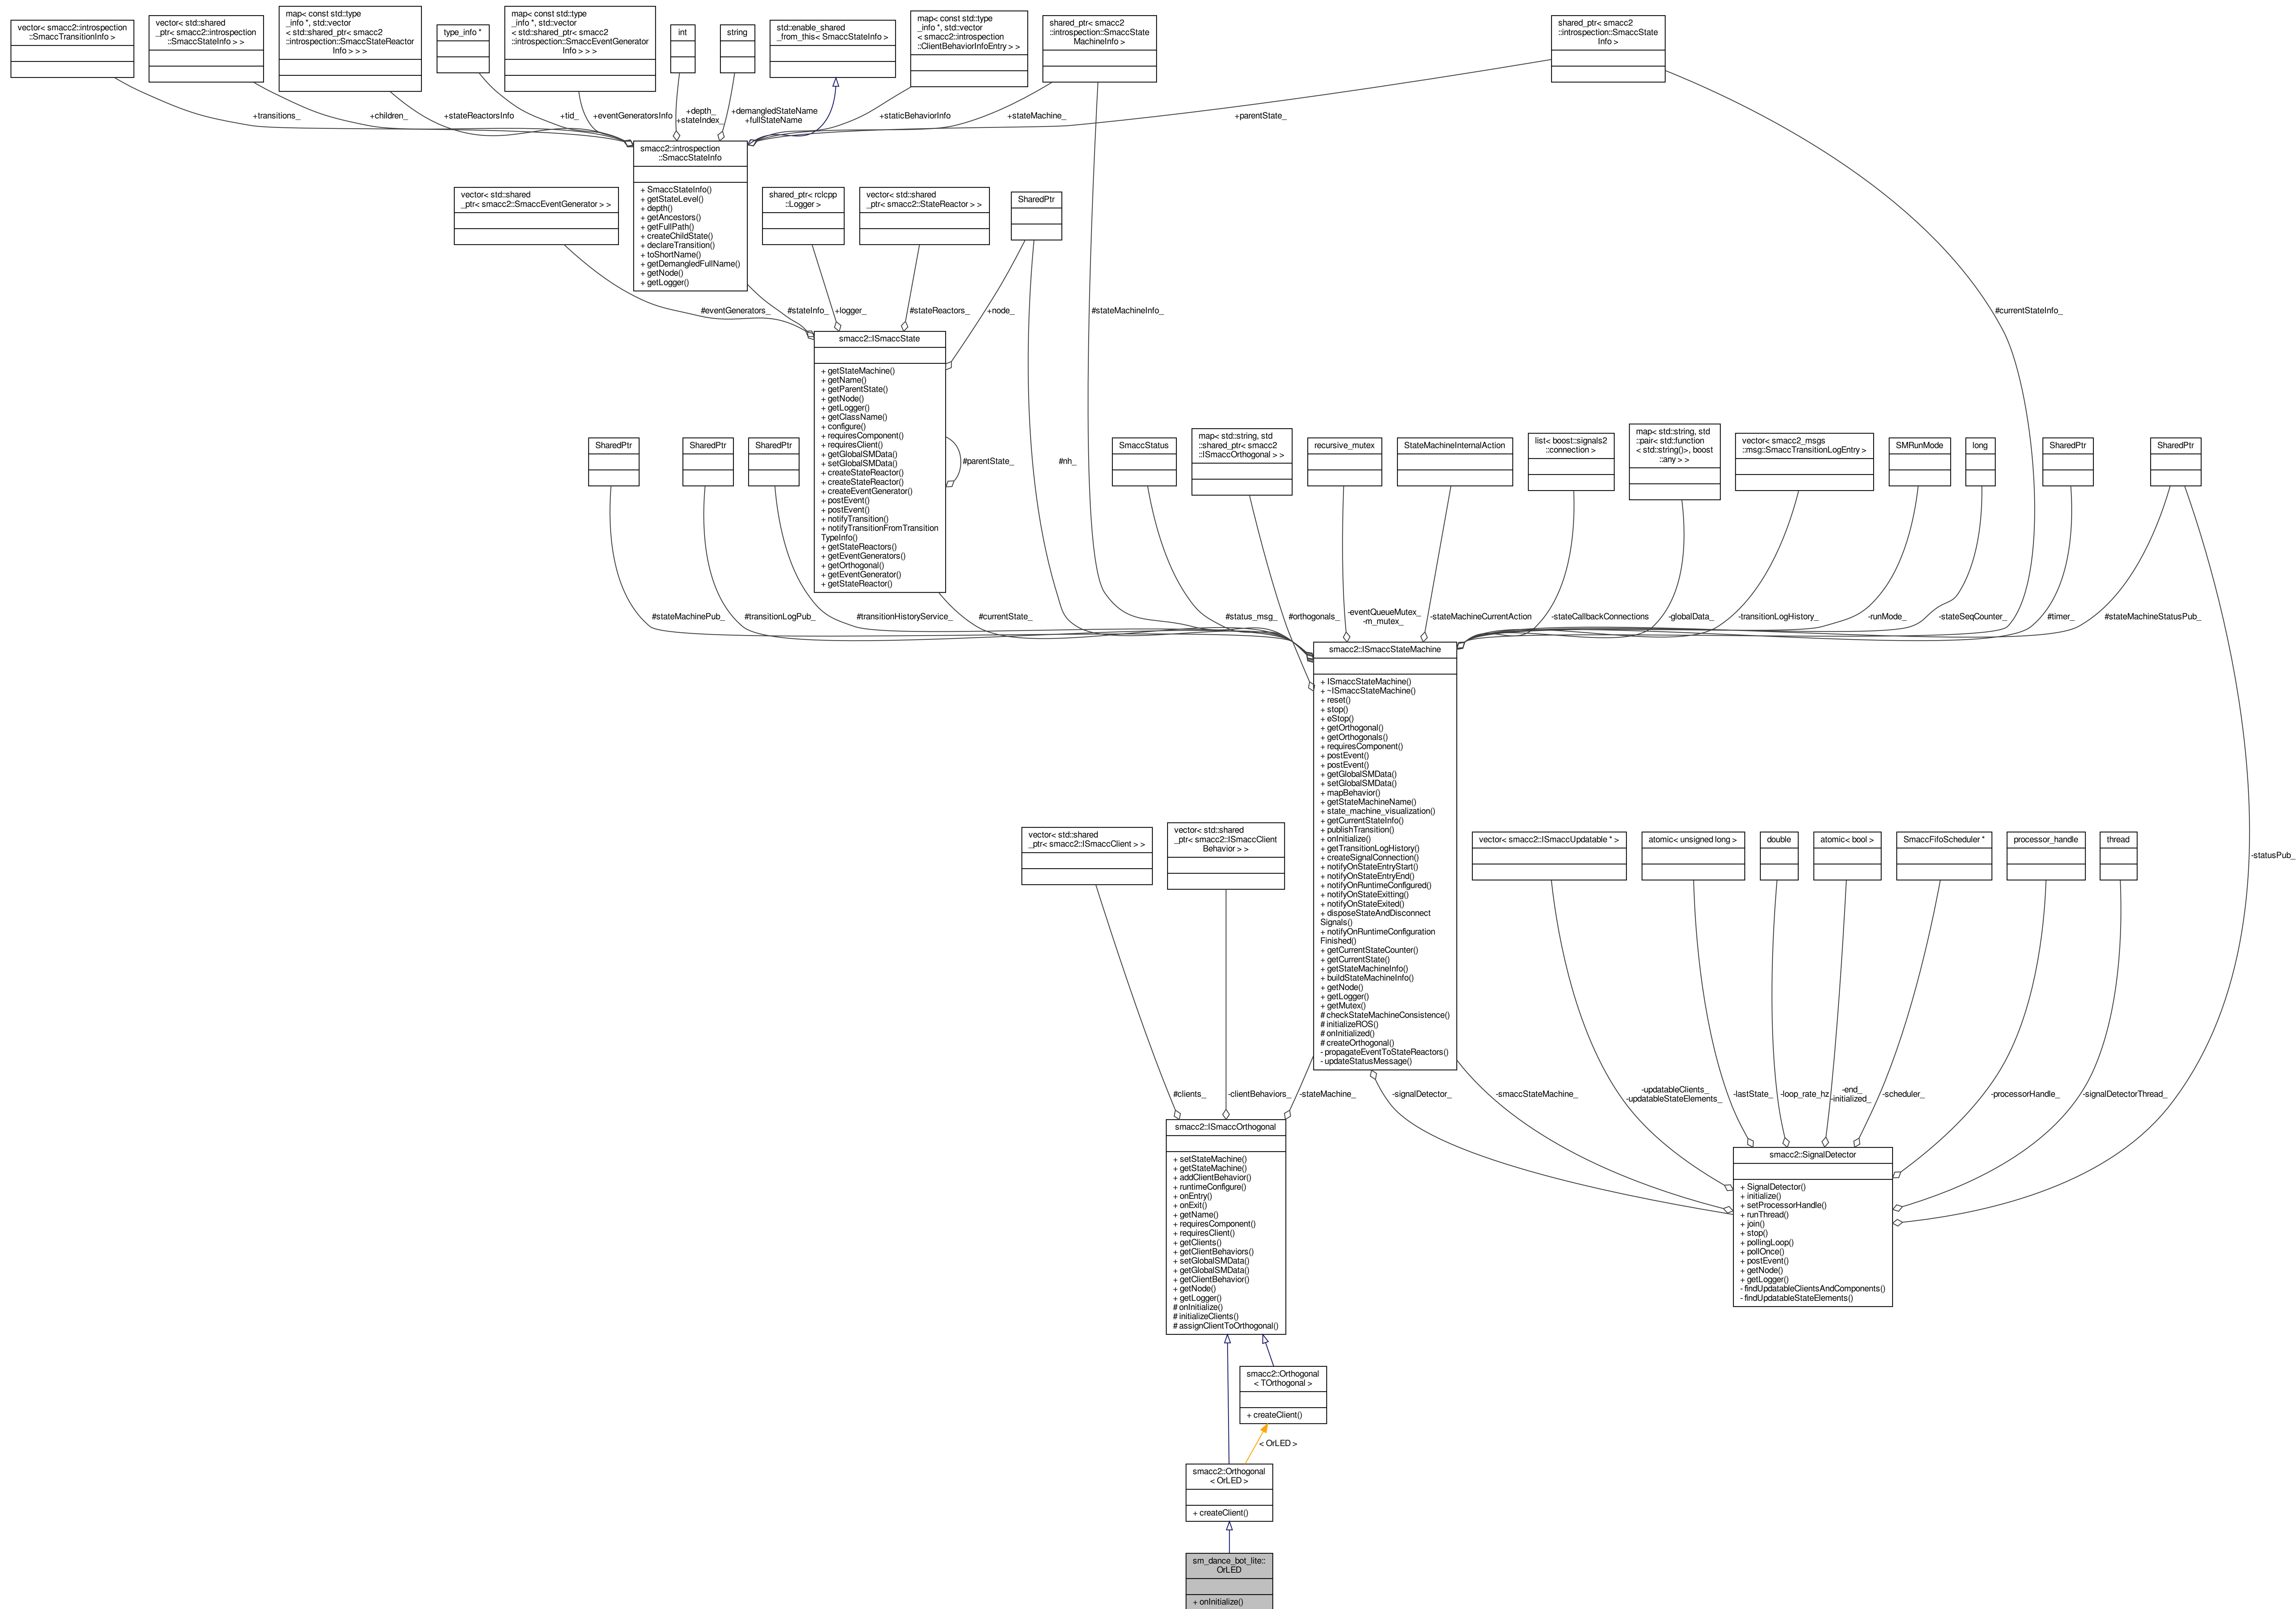 vector< smacc2::introspection
::SmaccTransitionInfo >
vector< std::shared
_ptr< smacc2::introspection
::SmaccStateInfo > >
map< const std::type
_info *, std::vector
< std::shared_ptr< smacc2
::introspection::SmaccStateReactor
Info > > >
type_info *
map< const std::type
_info *, std::vector
< std::shared_ptr< smacc2
::introspection::SmaccEventGenerator
Info > > >
int
string
std::enable_shared
_from_this< SmaccStateInfo >
map< const std::type
_info *, std::vector
< smacc2::introspection
::ClientBehaviorInfoEntry > >
shared_ptr< smacc2
::introspection::SmaccState
MachineInfo >
shared_ptr< smacc2
::introspection::SmaccState
Info >
+transitions_
+children_
+stateReactorsInfo
+tid_
+eventGeneratorsInfo
+depth_
+stateIndex_
+demangledStateName
+fullStateName
+staticBehaviorInfo
+stateMachine_
+parentState_
smacc2::introspection
::SmaccStateInfo
+ SmaccStateInfo()
+ getStateLevel()
+ depth()
+ getAncestors()
+ getFullPath()
+ createChildState()
+ declareTransition()
+ toShortName()
+ getDemangledFullName()
+ getNode()
+ getLogger()
vector< std::shared
_ptr< smacc2::SmaccEventGenerator > >
shared_ptr< rclcpp
::Logger >
vector< std::shared
_ptr< smacc2::StateReactor > >
SharedPtr
#eventGenerators_
#stateInfo_
+logger_
#stateReactors_
+node_
#stateMachineInfo_
#currentStateInfo_
smacc2::ISmaccState
+ getStateMachine()
+ getName()
+ getParentState()
+ getNode()
+ getLogger()
+ getClassName()
+ configure()
+ requiresComponent()
+ requiresClient()
+ getGlobalSMData()
+ setGlobalSMData()
+ createStateReactor()
+ createStateReactor()
+ createEventGenerator()
+ postEvent()
+ postEvent()
+ notifyTransition()
+ notifyTransitionFromTransition
TypeInfo()
+ getStateReactors()
+ getEventGenerators()
+ getOrthogonal()
+ getEventGenerator()
+ getStateReactor()
#parentState_
#nh_
SharedPtr
SharedPtr
SharedPtr
SmaccStatus
map< std::string, std
::shared_ptr< smacc2
::ISmaccOrthogonal > >
recursive_mutex
StateMachineInternalAction
list< boost::signals2
::connection >
map< std::string, std
::pair< std::function
< std::string()>, boost
::any > >
vector< smacc2_msgs
::msg::SmaccTransitionLogEntry >
SMRunMode
long
SharedPtr
SharedPtr
#stateMachinePub_
#transitionLogPub_
#transitionHistoryService_
#currentState_
#status_msg_
#orthogonals_
-eventQueueMutex_
-m_mutex_
-stateMachineCurrentAction
-stateCallbackConnections
-globalData_
-transitionLogHistory_
-runMode_
-stateSeqCounter_
#timer_
#stateMachineStatusPub_
smacc2::ISmaccStateMachine
+ ISmaccStateMachine()
+ ~ISmaccStateMachine()
+ reset()
+ stop()
+ eStop()
+ getOrthogonal()
+ getOrthogonals()
+ requiresComponent()
+ postEvent()
+ postEvent()
+ getGlobalSMData()
+ setGlobalSMData()
+ mapBehavior()
+ getStateMachineName()
+ state_machine_visualization()
+ getCurrentStateInfo()
+ publishTransition()
+ onInitialize()
+ getTransitionLogHistory()
+ createSignalConnection()
+ notifyOnStateEntryStart()
+ notifyOnStateEntryEnd()
+ notifyOnRuntimeConfigured()
+ notifyOnStateExitting()
+ notifyOnStateExited()
+ disposeStateAndDisconnect
Signals()
+ notifyOnRuntimeConfiguration
Finished()
+ getCurrentStateCounter()
+ getCurrentState()
+ getStateMachineInfo()
+ buildStateMachineInfo()
+ getNode()
+ getLogger()
+ getMutex()
# checkStateMachineConsistence()
# initializeROS()
# onInitialized()
# createOrthogonal()
- propagateEventToStateReactors()
- updateStatusMessage()
vector< std::shared
_ptr< smacc2::ISmaccClient > >
vector< std::shared
_ptr< smacc2::ISmaccClient
Behavior > >
vector< smacc2::ISmaccUpdatable * >
atomic< unsigned long >
double
atomic< bool >
SmaccFifoScheduler *
processor_handle
thread
-statusPub_
#clients_
-clientBehaviors_
-stateMachine_
-signalDetector_
-smaccStateMachine_
-updatableClients_
-updatableStateElements_
-lastState_
-loop_rate_hz
-end_
-initialized_
-scheduler_
-processorHandle_
-signalDetectorThread_
smacc2::ISmaccOrthogonal
+ setStateMachine()
+ getStateMachine()
+ addClientBehavior()
+ runtimeConfigure()
+ onEntry()
+ onExit()
+ getName()
+ requiresComponent()
+ requiresClient()
+ getClients()
+ getClientBehaviors()
+ setGlobalSMData()
+ getGlobalSMData()
+ getClientBehavior()
+ getNode()
+ getLogger()
# onInitialize()
# initializeClients()
# assignClientToOrthogonal()
smacc2::SignalDetector
+ SignalDetector()
+ initialize()
+ setProcessorHandle()
+ runThread()
+ join()
+ stop()
+ pollingLoop()
+ pollOnce()
+ postEvent()
+ getNode()
+ getLogger()
- findUpdatableClientsAndComponents()
- findUpdatableStateElements()
smacc2::Orthogonal
< TOrthogonal >
+ createClient()
< OrLED >
smacc2::Orthogonal
< OrLED >
+ createClient()
sm_dance_bot_lite::
OrLED
+ onInitialize()